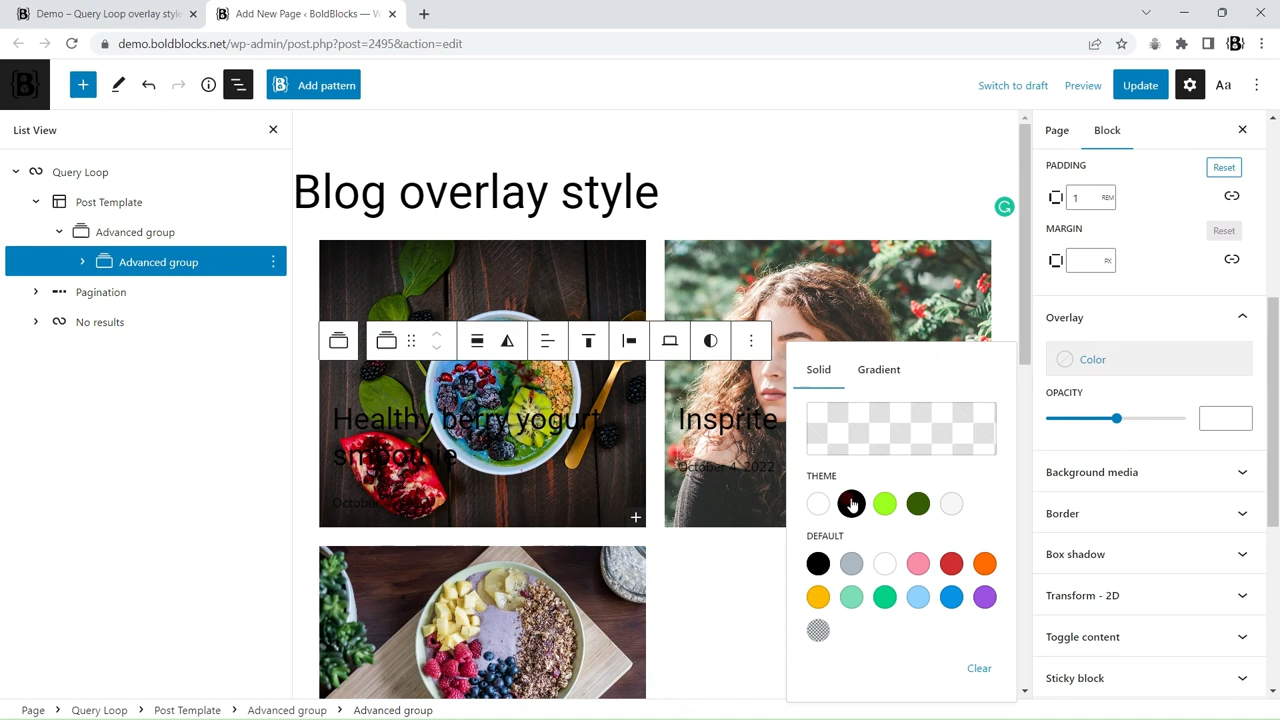 Demo – Query Loop overlay style
Add New Page ‹ BoldBlocks — W
demo.boldblocks.net/wp-admin/post.php?post=2495&action=edit
Add pattern
Switch to draft
Preview
Update
Aa
List View
Page
Block
Query Loop
Post Template
Advanced group
Advanced group
Pagination
No results
Blog overlay style
Healthy berry yogurt
smoothie
Insprite
October 4, 2022
PADDING
Reset
1 REM
MARGIN
Reset
PX
Overlay
Color
OPACITY
Background media
Border
Box shadow
Transform - 2D
Toggle content
Sticky block
Solid
Gradient
THEME
DEFAULT
Clear
Page > Query Loop > Post Template > Advanced group > Advanced group